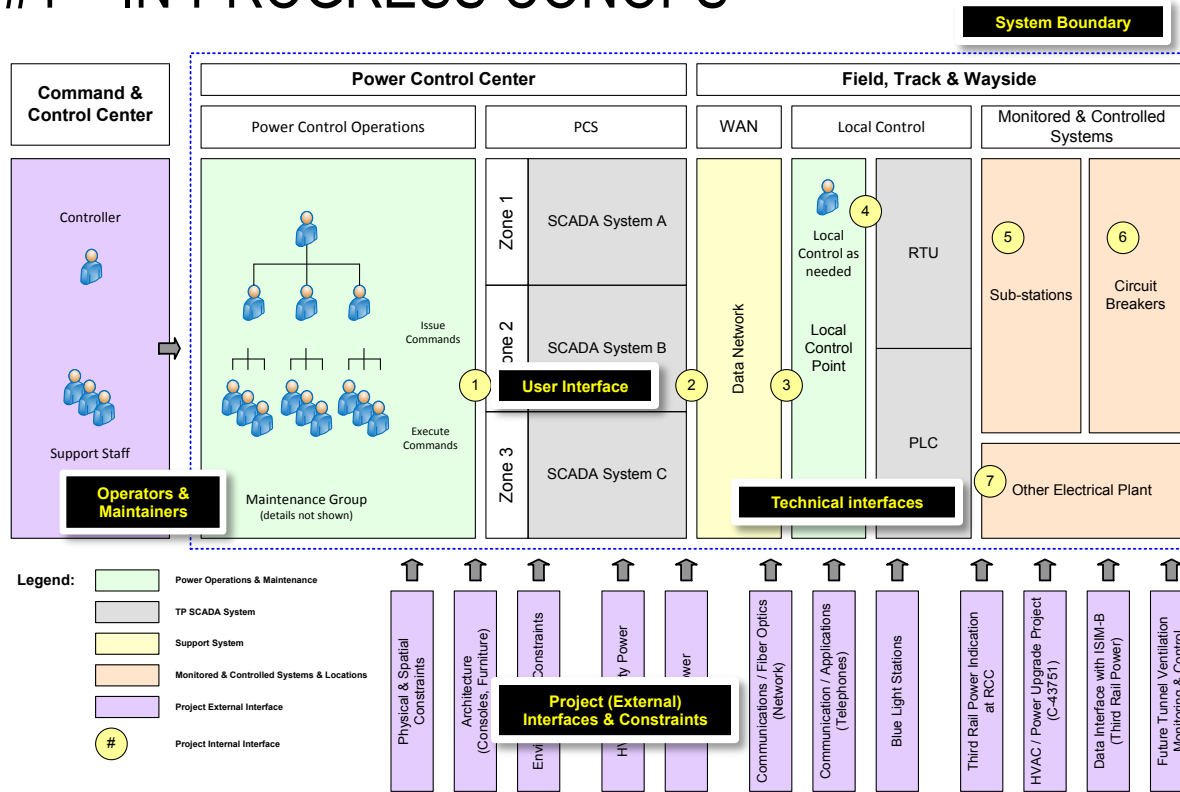 IN PROGRESS CONOPS
System Boundary
Command &
Control Center
Power Control Center
Field, Track & Wayside
Power Control Operations
PCS
WAN
Local Control
Monitored & Controlled
Systems
Controller
Support Staff
Operators &
Maintainers
Issue
Commands
Execute
Commands
Maintenance Group
(details not shown)
1
Zone 1
SCADA System A
SCADA System B
User Interface
Zone 3
SCADA System C
2
Data Network
3
Local
Control as
needed
Local
Control
Point
4
RTU
PLC
Technical interfaces
5
Sub-stations
6
Circuit
Breakers
7
Other Electrical Plant
Legend:
Power Operations & Maintenance
TP SCADA System
Support System
Monitored & Controlled Systems & Locations
Project External Interface
#
Project Internal Interface
Physical & Spatial
Constraints
Architecture
(Consoles, Furniture)
Constraints
Power
Project (External)
Interfaces & Constraints
Communications / Fiber Optics
(Network)
Communication / Applications
(Telephones)
Blue Light Stations
Third Rail Power Indication
at RCC
HVAC / Power Upgrade Project
(C-43751)
Data Interface with ISIM-B
(Third Rail Power)
Future Tunnel Ventilation
Monitoring & Control